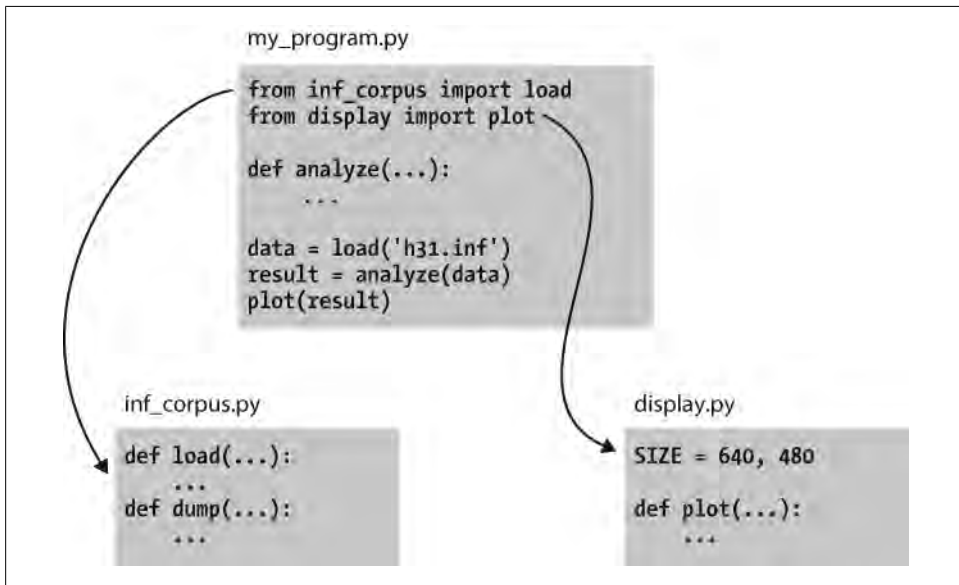 my_program.py
from inf_corpus import load
from display import plot
def analyze(...):
...
data = load('h31.inf')
result = analyze(data)
plot(result)
inf_corpus.py
def load(...):
...
def dump(...):
...
display.py
SIZE = 640, 480
def plot(...):
...